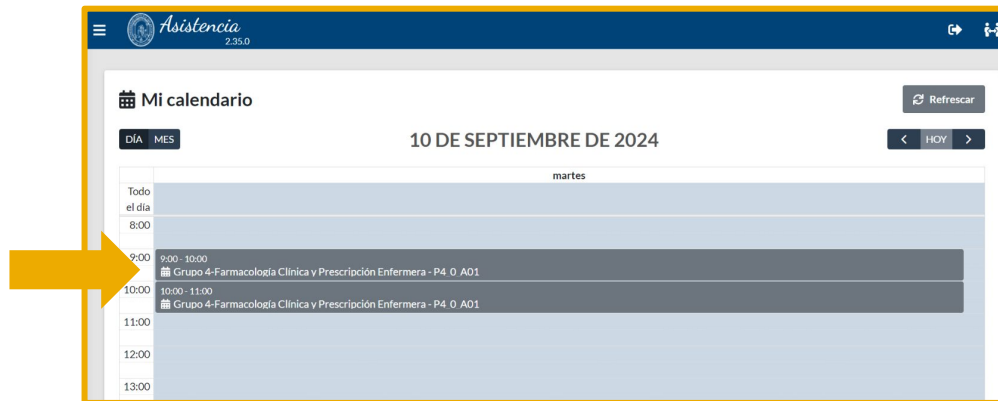 Asistencia
2.35.0
Mi calendario
Refrescar
DÍA MES
10 DE SEPTIEMBRE DE 2024
HOY
martes
Todo
el día
8:00
9:00
9:00 - 10:00
Grupo 4-Farmacología Clínica y Prescripción Enfermera - P4_0_A01
10:00
10:00 - 11:00
Grupo 4-Farmacología Clínica y Prescripción Enfermera - P4_0_A01
11:00
12:00
13:00